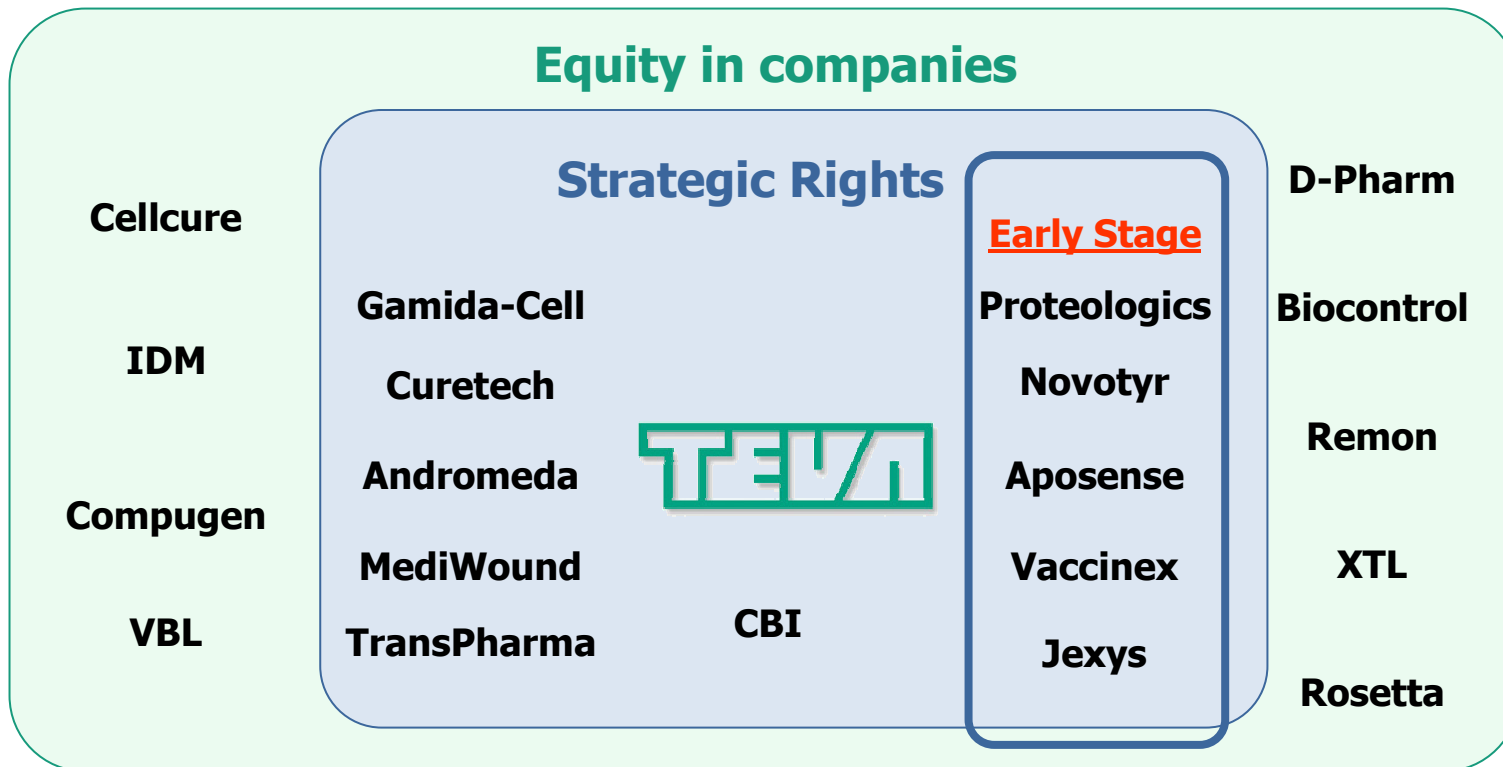 Equity in companies
Strategic Rights
Cellcure
IDM
Compugen
VBL
Gamida-Cell
Curetech
Andromeda
MediWound
TransPharma
TEVA
CBI
Early Stage
Proteologics
Novotyr
Aposense
Vaccinex
Jexys
D-Pharm
Biocontrol
Remon
XTL
Rosetta